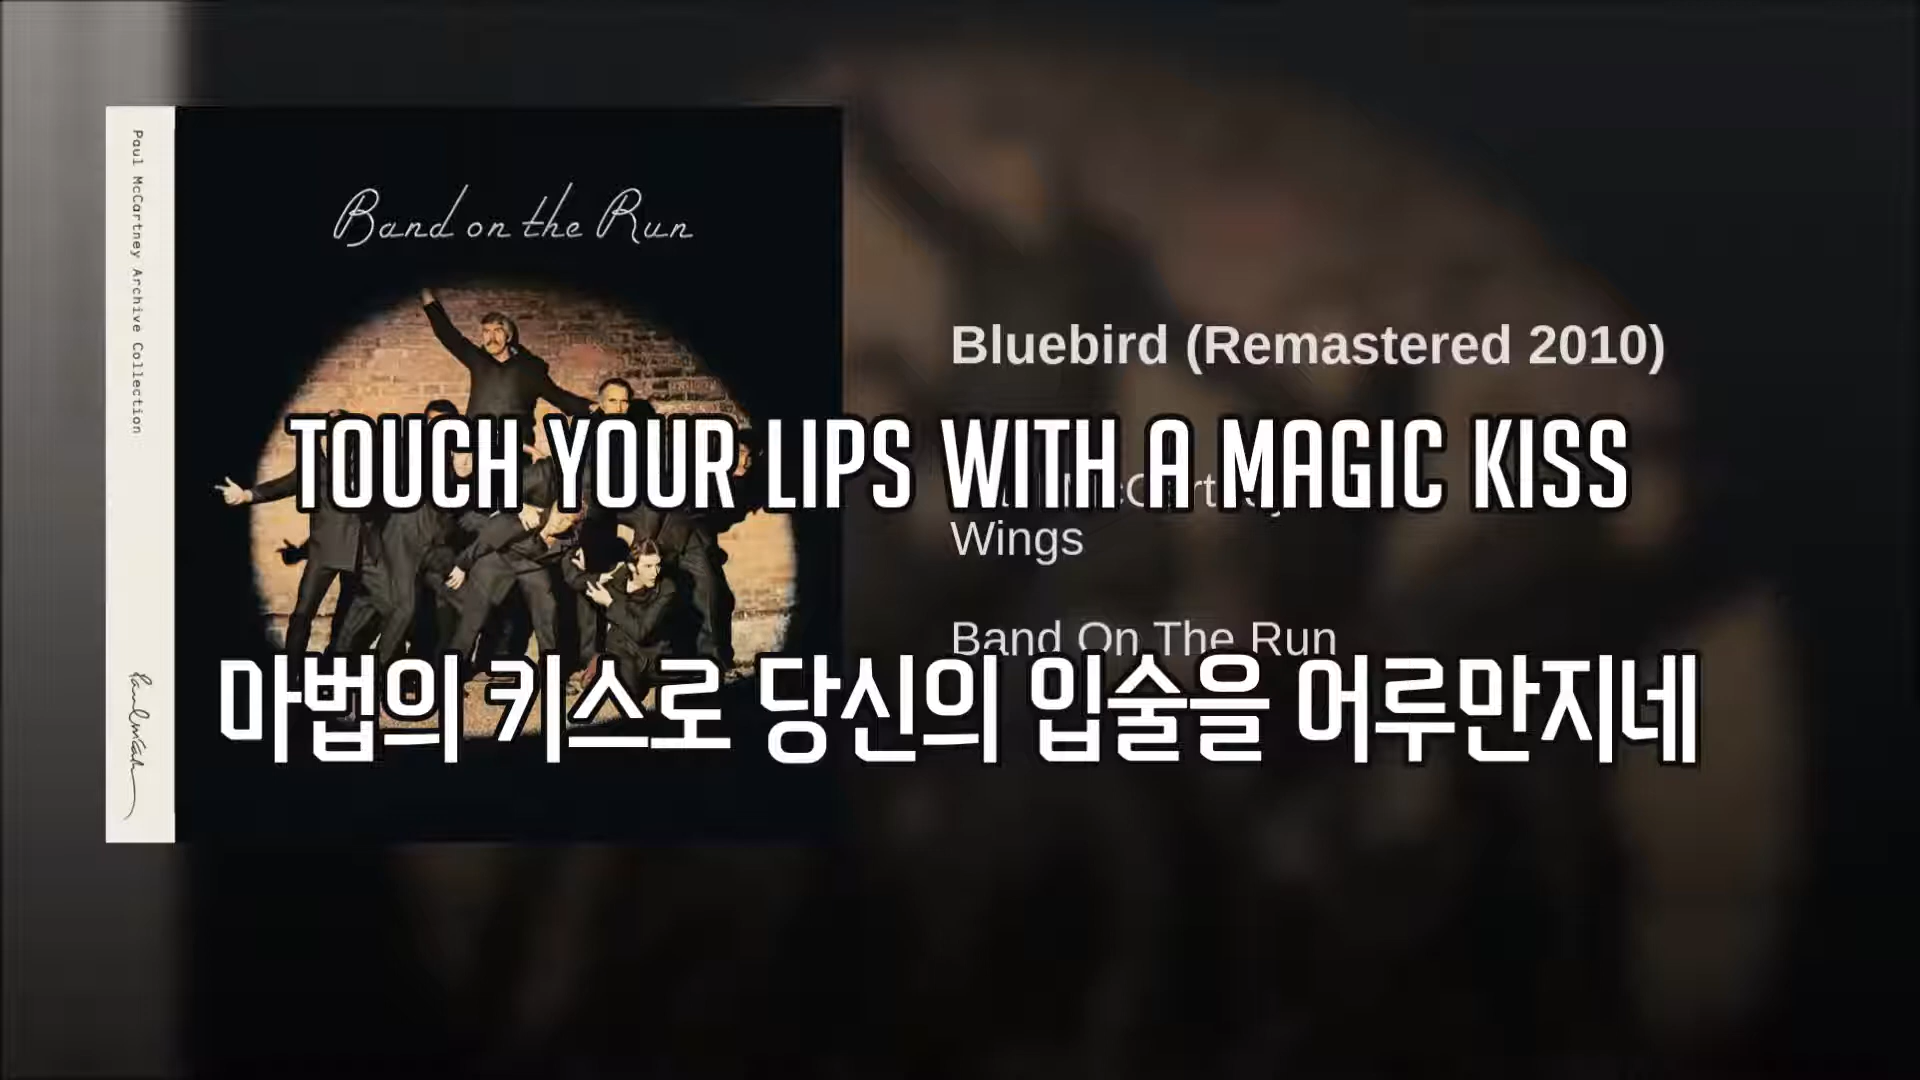 Paul McCartney Archive Collection
Band on the Run
Bluebird (Remastered 2010)
TOUCH YOUR LIPS WITH A MAGIC KISS
Wings
Band On The Run
마법의 키스로 당신의 입술을 어루만지네